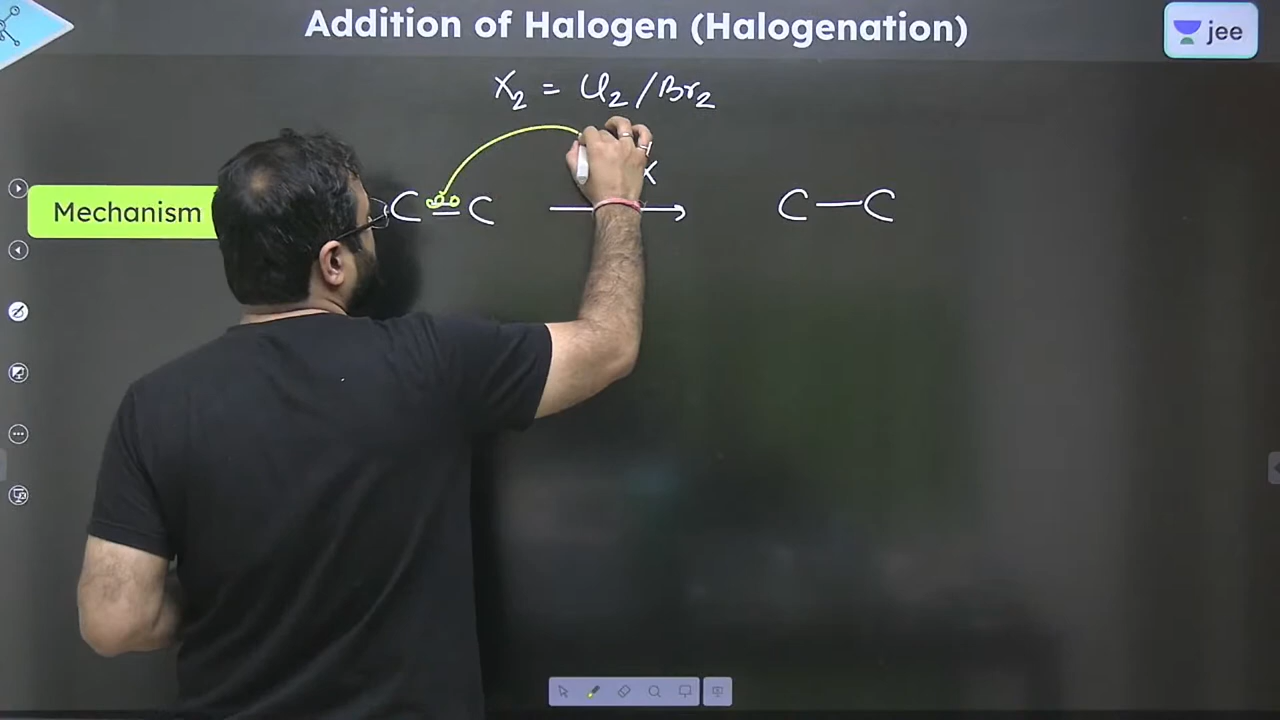 Addition of Halogen (Halogenation)
jee
X₂ = Cl₂ / Br₂
X
Mechanism
C = C
C — C